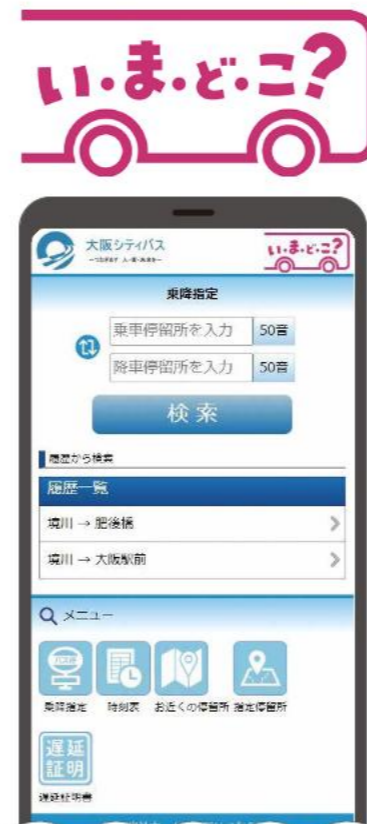 い・ま・ど・こ?
大阪シティバス
い・ま・ど・こ?
乗降指定
乗車停留所を入力 50音
降車停留所を入力 50音
検索
履歴から検索
履歴一覧
境川 → 肥後橋
境川 → 大阪駅前
メニュー
乗降指定 時刻表 お近くの停留所 指定停留所
遅延
証明
遅延証明書